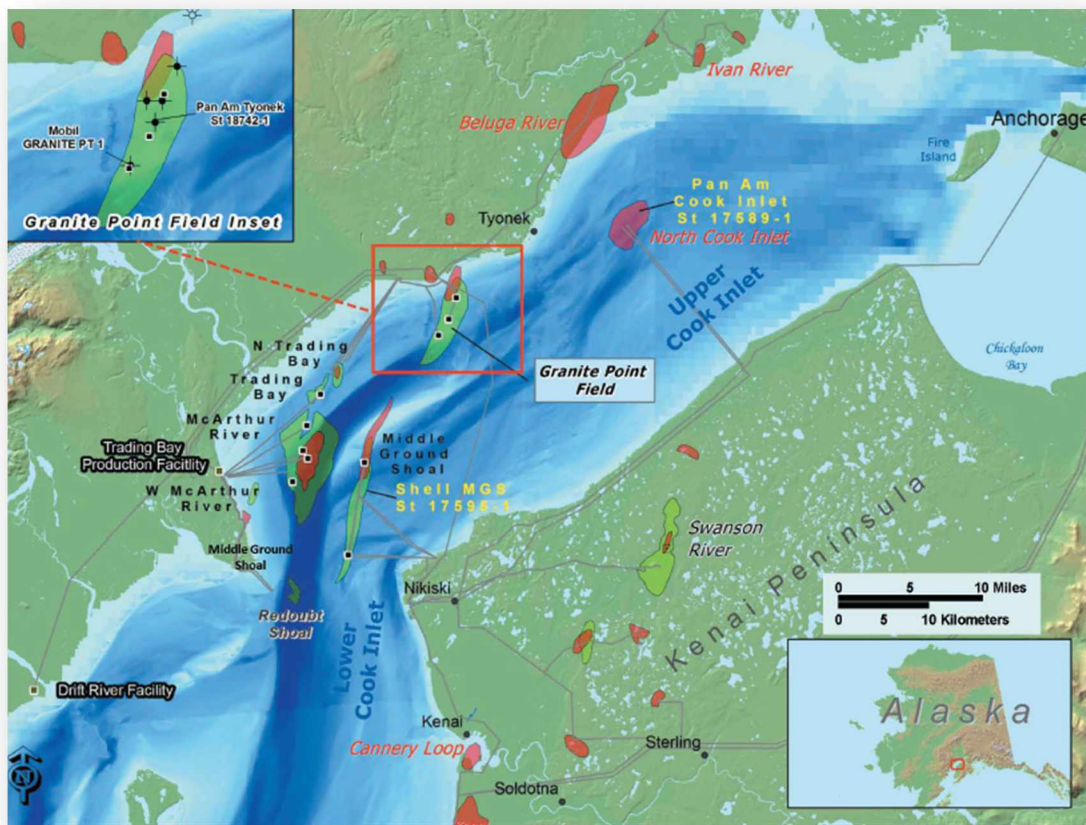 Pan Am Tyonek
St 18742-1
Mobil
GRANITE PT 1
Granite Point Field Inset
Ivan River
Beluga River
Anchorage
Fire
Island
Pan Am
Cook Inlet
St 17589-1
North Cook Inlet
Tyonek
Upper
Cook Inlet
Chickaloon
Bay
N Trading
Bay
Trading
Bay
Granite Point
Field
McArthur
River
Middle
Ground
Shoal
Trading Bay
Production Facitlity
Shell MGS
St 17595-1
W McArthur
River
Swanson
River
Kenai Peninsula
Middle Ground
Shoal
Nikiski
Redoubt
Shoal
Lower
Cook Inlet
0 5 10 Miles
0 5 10 Kilometers
Drift River Facility
Alaska
Kenai
Cannery Loop
Sterling
Soldotna
N